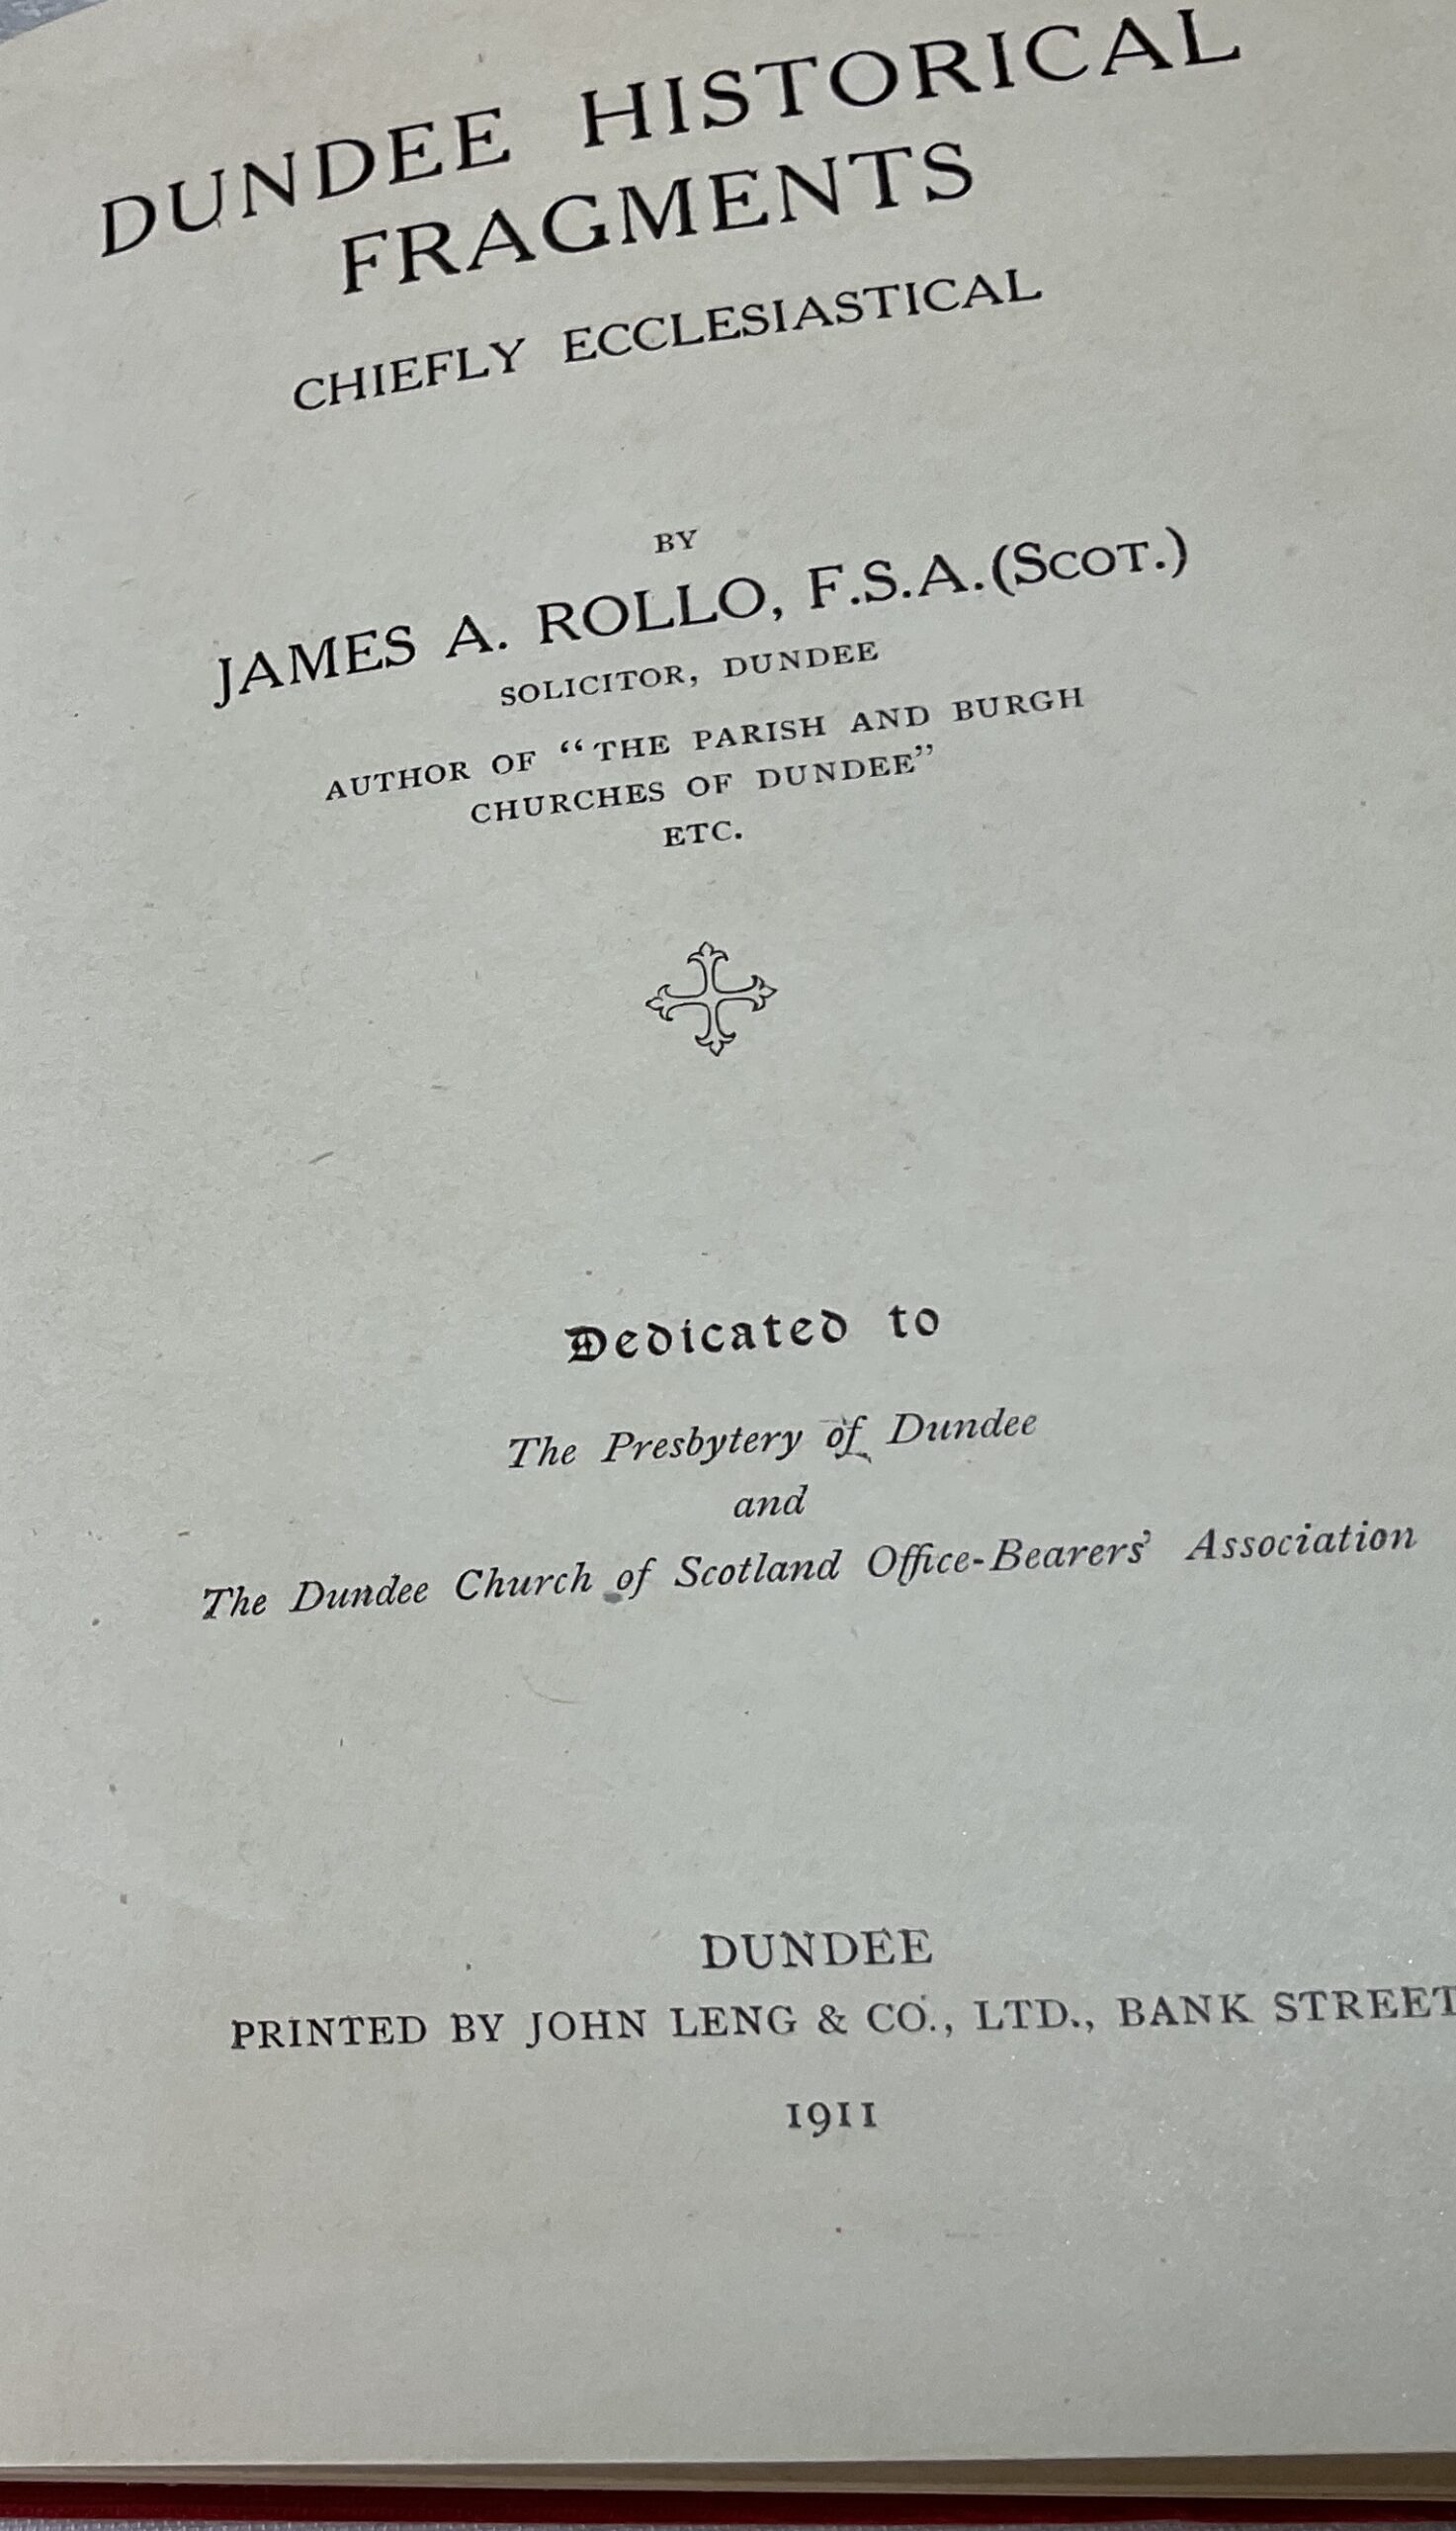 DUNDEE HISTORICAL
FRAGMENTS
CHIEFLY ECCLESIASTICAL
BY
JAMES A. ROLLO, F.S.A.(SCOT.)
SOLICITOR, DUNDEE
AUTHOR OF “THE PARISH AND BURGH
CHURCHES OF DUNDEE”
ETC.
Dedicated to
The Presbytery of Dundee
and
The Dundee Church of Scotland Office-Bearers’ Association
DUNDEE
PRINTED BY JOHN LENG & CO., LTD., BANK STREET
1911